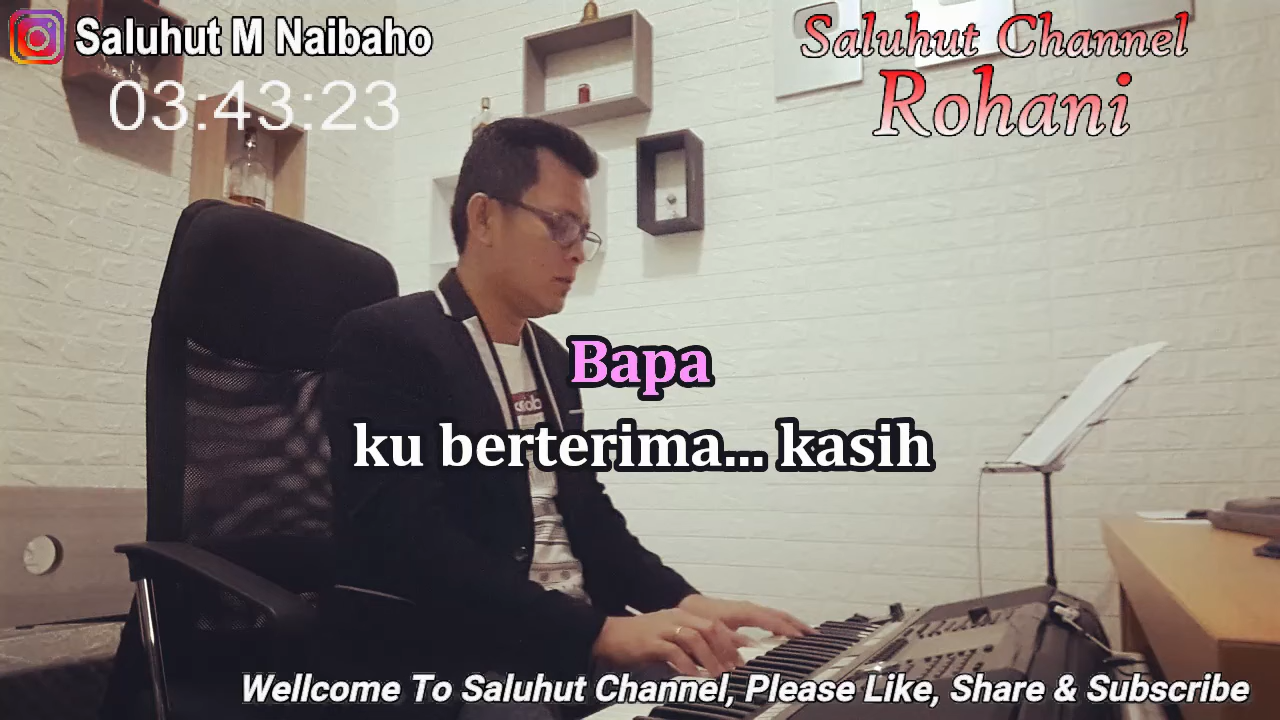 Saluhut M Naibaho
03:43:23
Saluhut Channel
Rohani
Bapa
ku berterima... kasih
Wellcome To Saluhut Channel, Please Like, Share & Subscribe